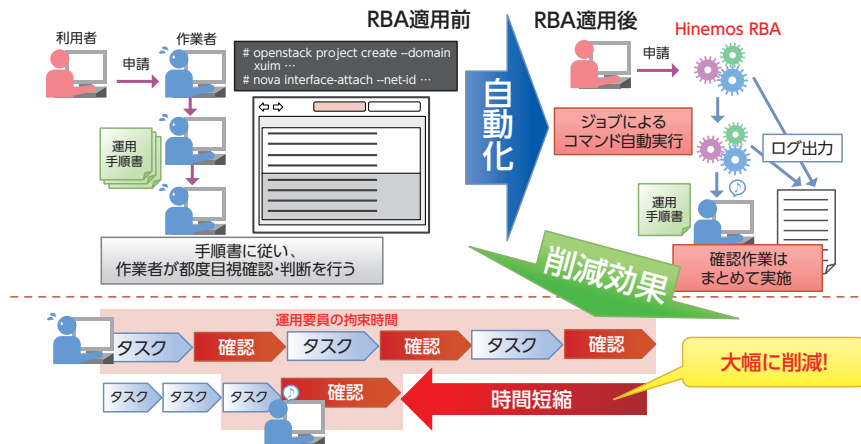 RBA適用前
利用者
作業者
申請
# openstack project create --domain
xuim …
# nova interface-attach --net-id …
運用
手順書
手順書に従い、
作業者が都度目視確認・判断を行う
自動化
RBA適用後
Hinemos RBA
申請
ジョブによる
コマンド自動実行
ログ出力
運用
手順書
確認作業は
まとめて実施
削減効果
運用要員の拘束時間
タスク
確認
タスク
確認
タスク
確認
大幅に削減!
タスク
タスク
タスク
確認
時間短縮